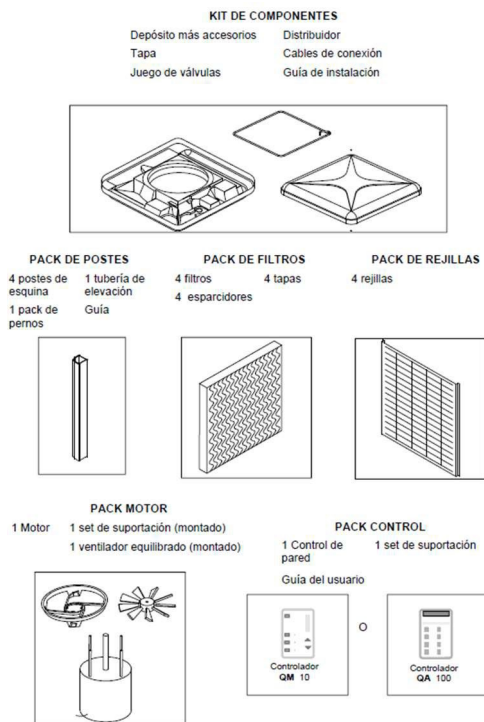 KIT DE COMPONENTES
Depósito más accesorios Distribuidor
Tapa Cables de conexión
Juego de válvulas Guía de instalación
PACK DE POSTES
4 postes de esquina 1 tubería de elevación
1 pack de pernos Guía
PACK DE FILTROS
4 filtros 4 tapas
4 esparcidores
PACK DE REJILLAS
4 rejillas
PACK MOTOR
1 Motor 1 set de suportación (montado)
1 ventilador equilibrado (montado)
PACK CONTROL
1 Control de pared 1 set de suportación
Guía del usuario
Controlador
QM 10
O
Controlador
QA 100